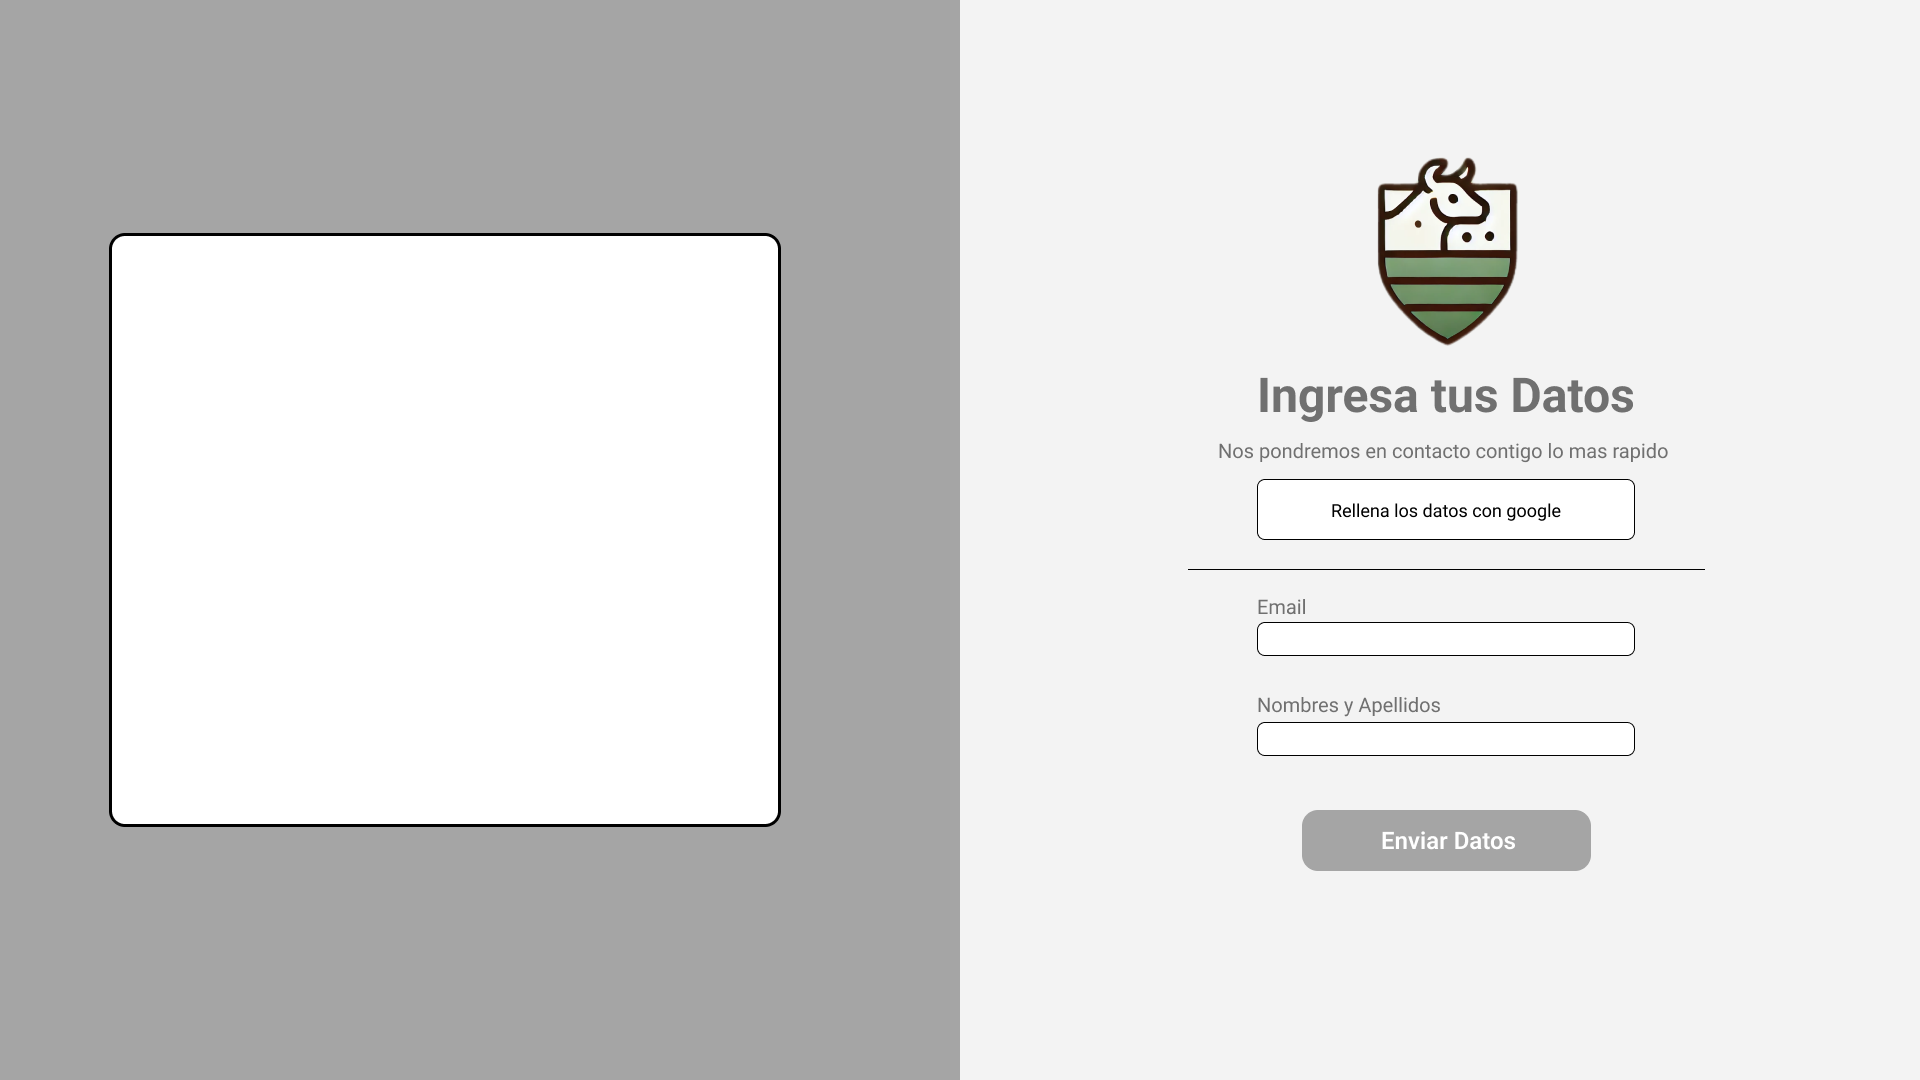 Ingresa tus Datos
Nos pondremos en contacto contigo lo mas rapido
Rellena los datos con google
Email
Nombres y Apellidos
Enviar Datos